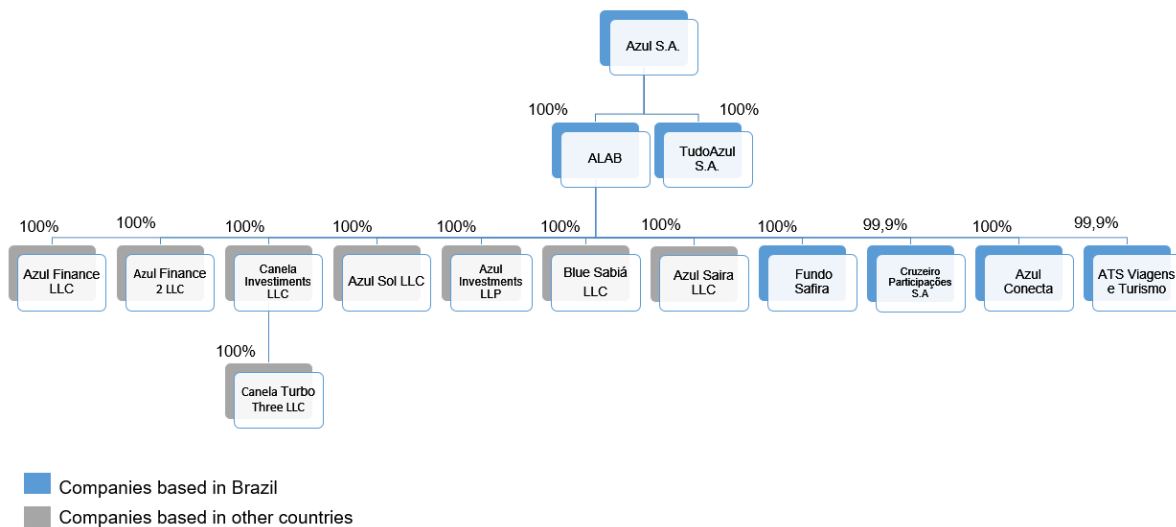 Azul S.A.
100%
100%
ALAB
TudoAzul
S.A.
100%
100%
100%
100%
100%
100%
100%
100%
99,9%
100%
99,9%
Azul Finance
LLC
Azul Finance
2 LLC
Canela
Investiments
LLC
Azul Sol LLC
Azul
Investments
LLP
Blue Sabiá
LLC
Azul Saira
LLC
Fundo
Safira
Cruzeiro
Participações
S.A
Azul
Conecta
ATS Viagens
e Turismo
100%
Canela Turbo
Three LLC
Companies based in Brazil
Companies based in other countries